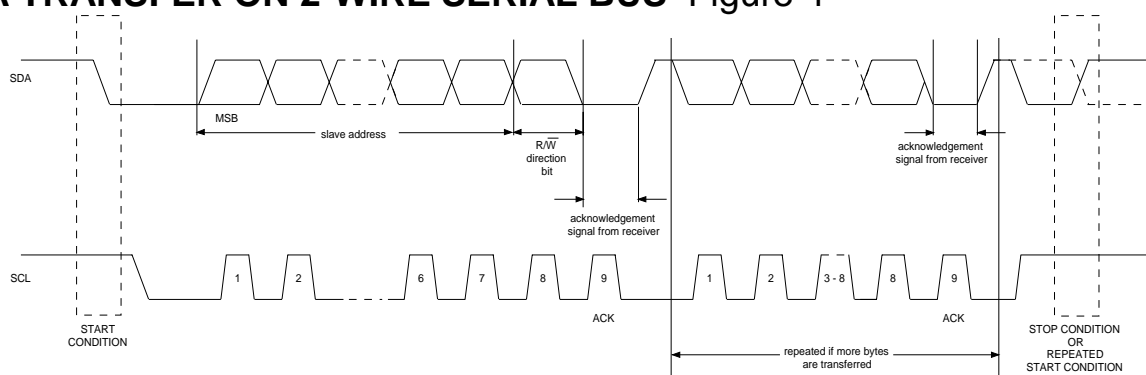 TRANSFER ON 2-WIRE SERIAL BUS Figure 4
SDA
MSB
slave address
R/W̅
direction
bit
acknowledgement
signal from receiver
acknowledgement
signal from receiver
SCL
1
2
6
7
8
9
1
2
3 - 8
8
9
ACK
ACK
START
CONDITION
STOP CONDITION
OR
REPEATED
START CONDITION
repeated if more bytes
are transferred